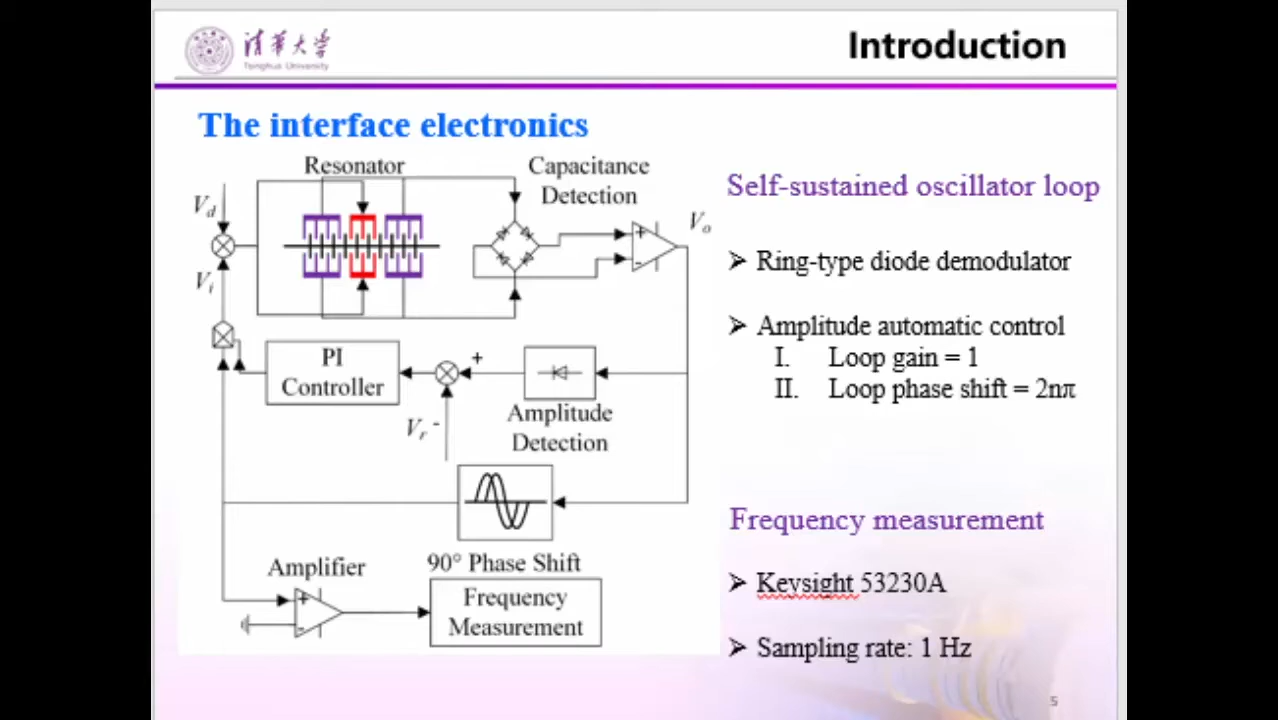 清华大学
Tsinghua University
Introduction
The interface electronics
Resonator
Capacitance
Detection
Vd
Vi
+
-
Vo
PI
Controller
+
Vr -
Amplitude
Detection
90° Phase Shift
Amplifier
+
-
Frequency
Measurement
Self-sustained oscillator loop
➢ Ring-type diode demodulator
➢ Amplitude automatic control
I. Loop gain = 1
II. Loop phase shift = 2nπ
Frequency measurement
➢ Keysight 53230A
➢ Sampling rate: 1 Hz
5